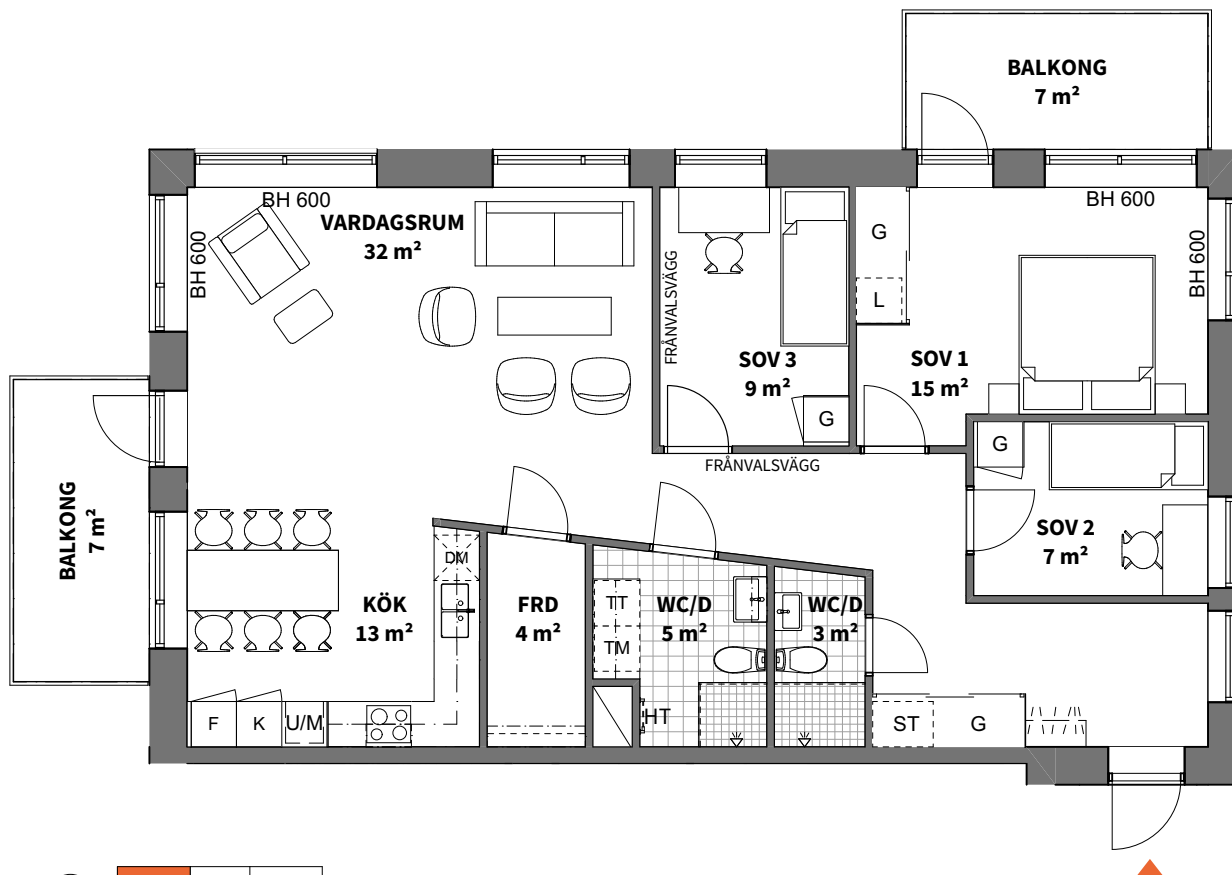 BALKONG
7 m²
BH 600
VARDAGSRUM
32 m²
BH 600
FRÅNVALSVÄGG
SOV 3
9 m²
G
FRÅNVALSVÄGG
G
L
SOV 1
15 m²
BH 600
BH 600
G
SOV 2
7 m²
BALKONG
7 m²
KÖK
13 m²
DM
F
K
U/M
FRD
4 m²
TT
TM
WC/D
5 m²
HT
WC/D
3 m²
ST
G